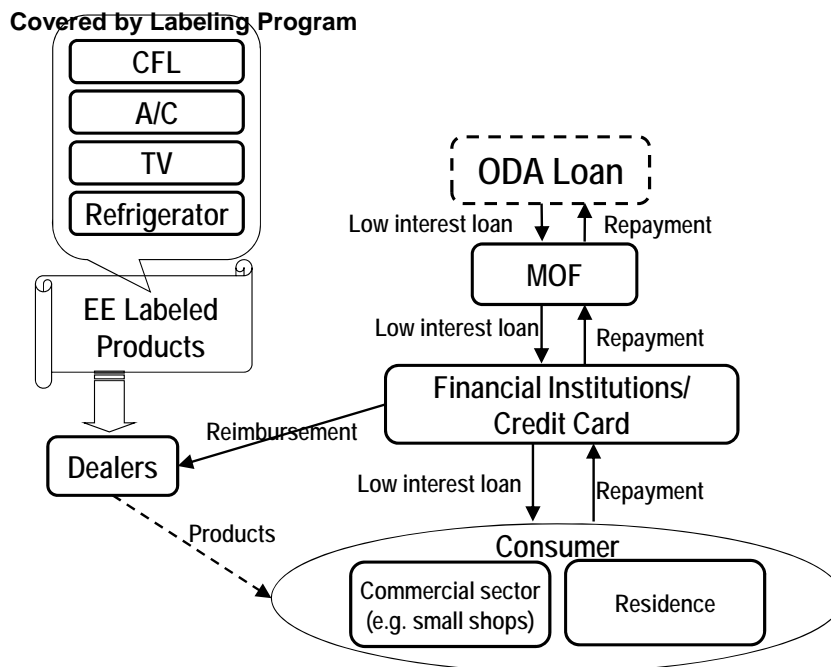 Covered by Labeling Program
CFL
A/C
TV
Refrigerator
EE Labeled
Products
Dealers
ODA Loan
Low interest loan
Repayment
MOF
Low interest loan
Repayment
Financial Institutions/
Credit Card
Reimbursement
Low interest loan
Repayment
Products
Consumer
Commercial sector
(e.g. small shops)
Residence